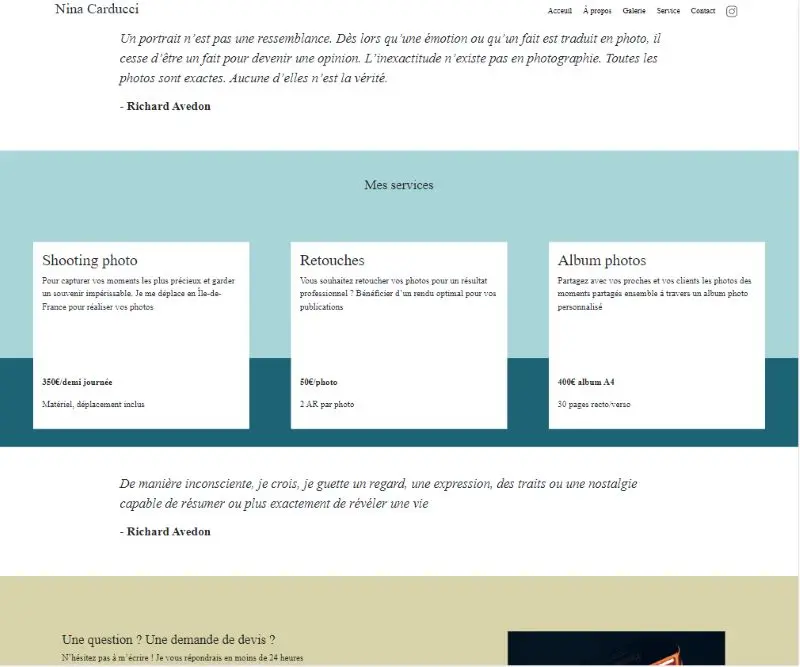 Nina Carducci
Acceuil À propos Galerie Service Contact
Un portrait n’est pas une ressemblance. Dès lors qu’une émotion ou qu’un fait est traduit en photo, il
cesse d’être un fait pour devenir une opinion. L’inexactitude n’existe pas en photographie. Toutes les
photos sont exactes. Aucune d’elles n’est la vérité.
- Richard Avedon
Mes services
Shooting photo
Pour capturer vos moments les plus précieux et garder
un souvenir impérissable. Je me déplace en Île-de-
France pour réaliser vos photos
350€/demi journée
Matériel, déplacement inclus
Retouches
Vous souhaitez retoucher vos photos pour un résultat
professionnel ? Bénéficier d’un rendu optimal pour vos
publications
50€/photo
2 AR par photo
Album photos
Partagez avec vos proches et vos clients les photos des
moments partagés ensemble à travers un album photo
personnalisé
400€ album A4
30 pages recto/verso
De manière inconsciente, je crois, je guette un regard, une expression, des traits ou une nostalgie
capable de résumer ou plus exactement de révéler une vie
- Richard Avedon
Une question ? Une demande de devis ?
N’hésitez pas à m’écrire ! Je vous répondrais en moins de 24 heures